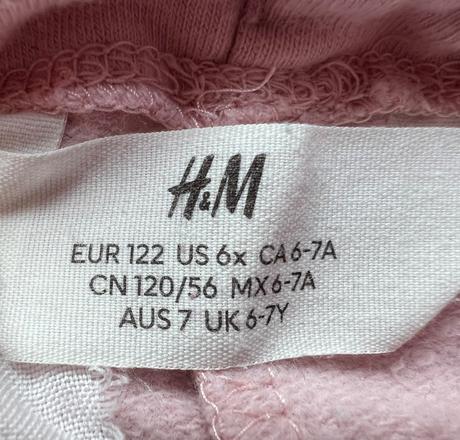 H&M
EUR 122 US 6x CA 6-7A
CN 120/56 MX 6-7A
AUS 7 UK 6-7Y